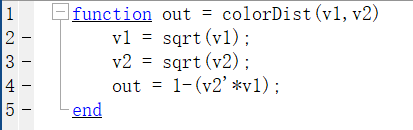 1 function out = colorDist(v1,v2)
2 - v1 = sqrt(v1);
3 - v2 = sqrt(v2);
4 - out = 1-(v2'*v1);
5 - end